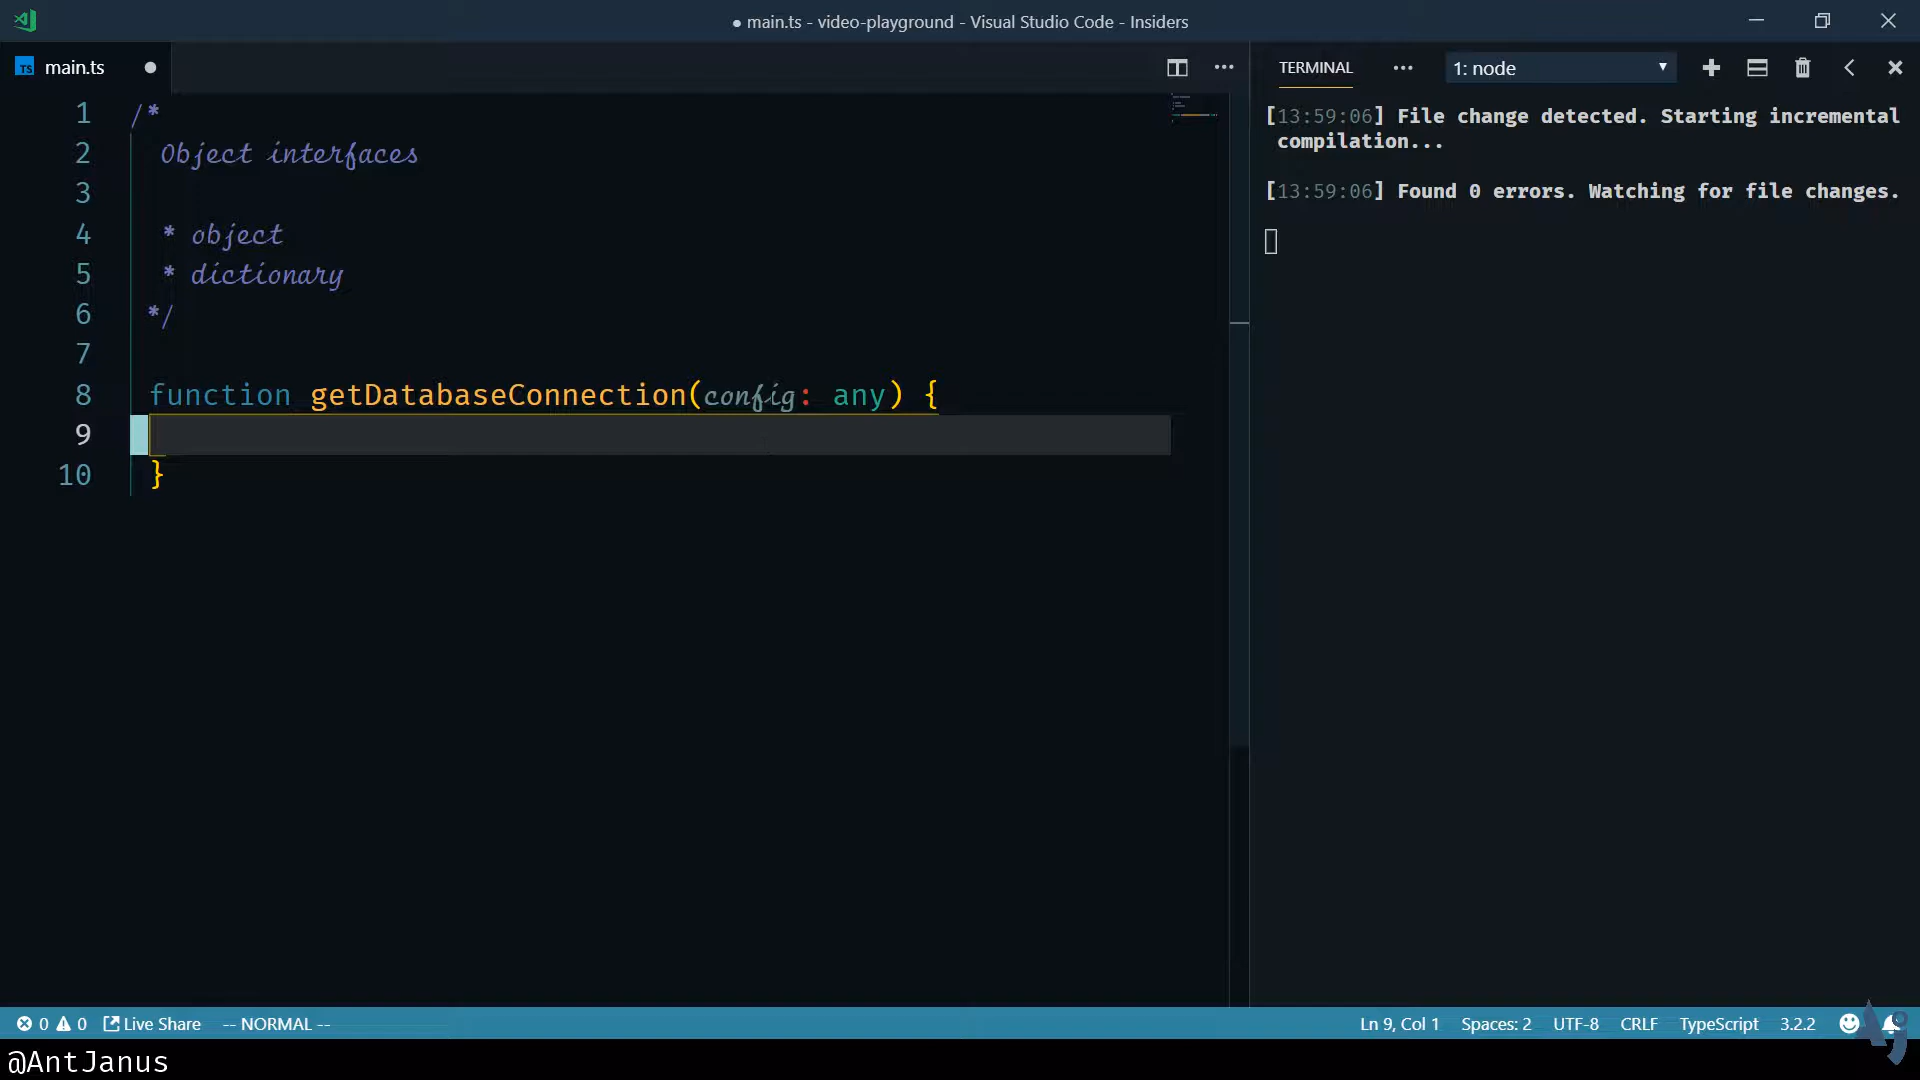 ● main.ts - video-playground - Visual Studio Code - Insiders
TS main.ts ●
TERMINAL ··· 1: node
1 /*
2 Object interfaces
3
4 * object
5 * dictionary
6 */
7
8 function getDatabaseConnection(config: any) {
9
10 }
[13:59:06] File change detected. Starting incremental
compilation...
[13:59:06] Found 0 errors. Watching for file changes.
0 0 Live Share -- NORMAL -- Ln 9, Col 1 Spaces: 2 UTF-8 CRLF TypeScript 3.2.2
@AntJanus